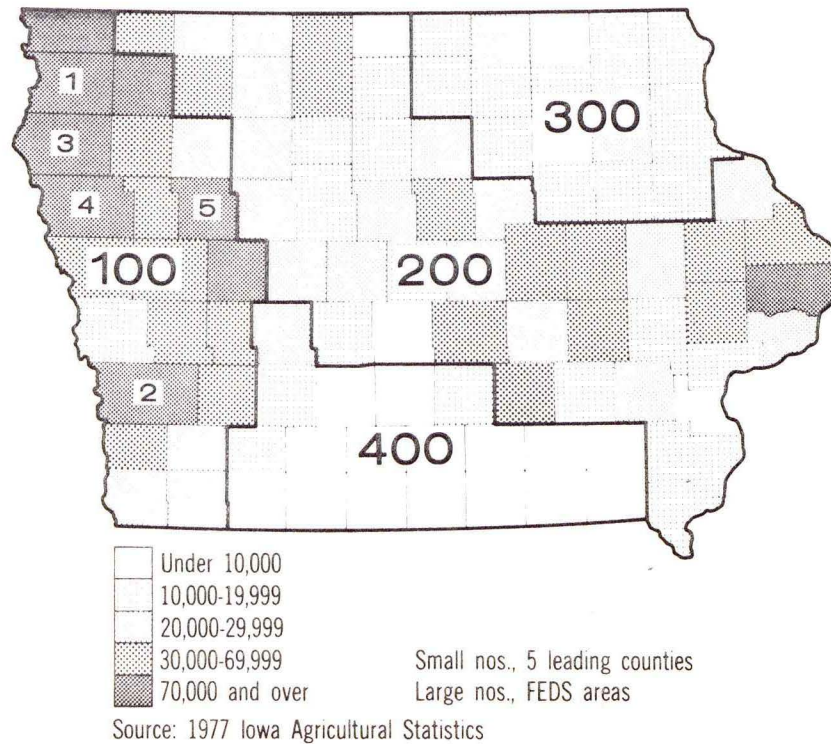 1
300
3
4
5
100
200
2
400
Under 10,000
10,000-19,999
20,000-29,999
30,000-69,999
Small nos., 5 leading counties
70,000 and over
Large nos., FEDS areas
Source: 1977 Iowa Agricultural Statistics